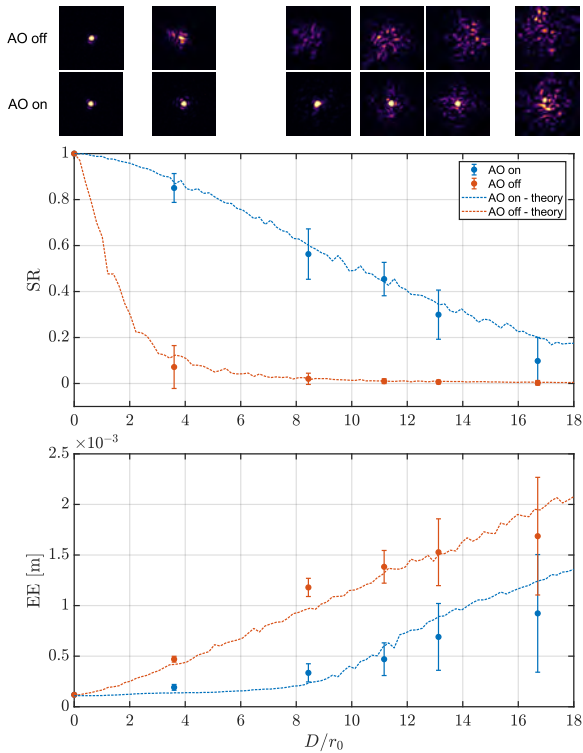 AO off
AO on
1
0.8
0.6
0.4
0.2
0
SR
AO on
AO off
AO on - theory
AO off - theory
0 2 4 6 8 10 12 14 16 18
×10⁻³
2.5
2
1.5
1
0.5
0
EE [m]
0 2 4 6 8 10 12 14 16 18
D/r₀